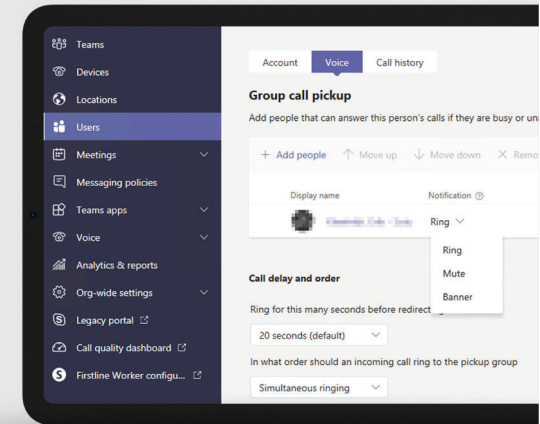 Teams
Devices
Locations
Users
Meetings
Messaging policies
Teams apps
Voice
Analytics & reports
Org-wide settings
Legacy portal
Call quality dashboard
Firstline Worker configu...
Account Voice Call history
Group call pickup
Add people that can answer this person's calls if they are busy or
+ Add people ↑ Move up ↓ Move down ×
Display name Notification
Ring
Ring
Mute
Banner
Call delay and order
Ring for this many seconds before
20 seconds (default)
In what order should an incoming call ring to the pickup group
Simultaneous ringing